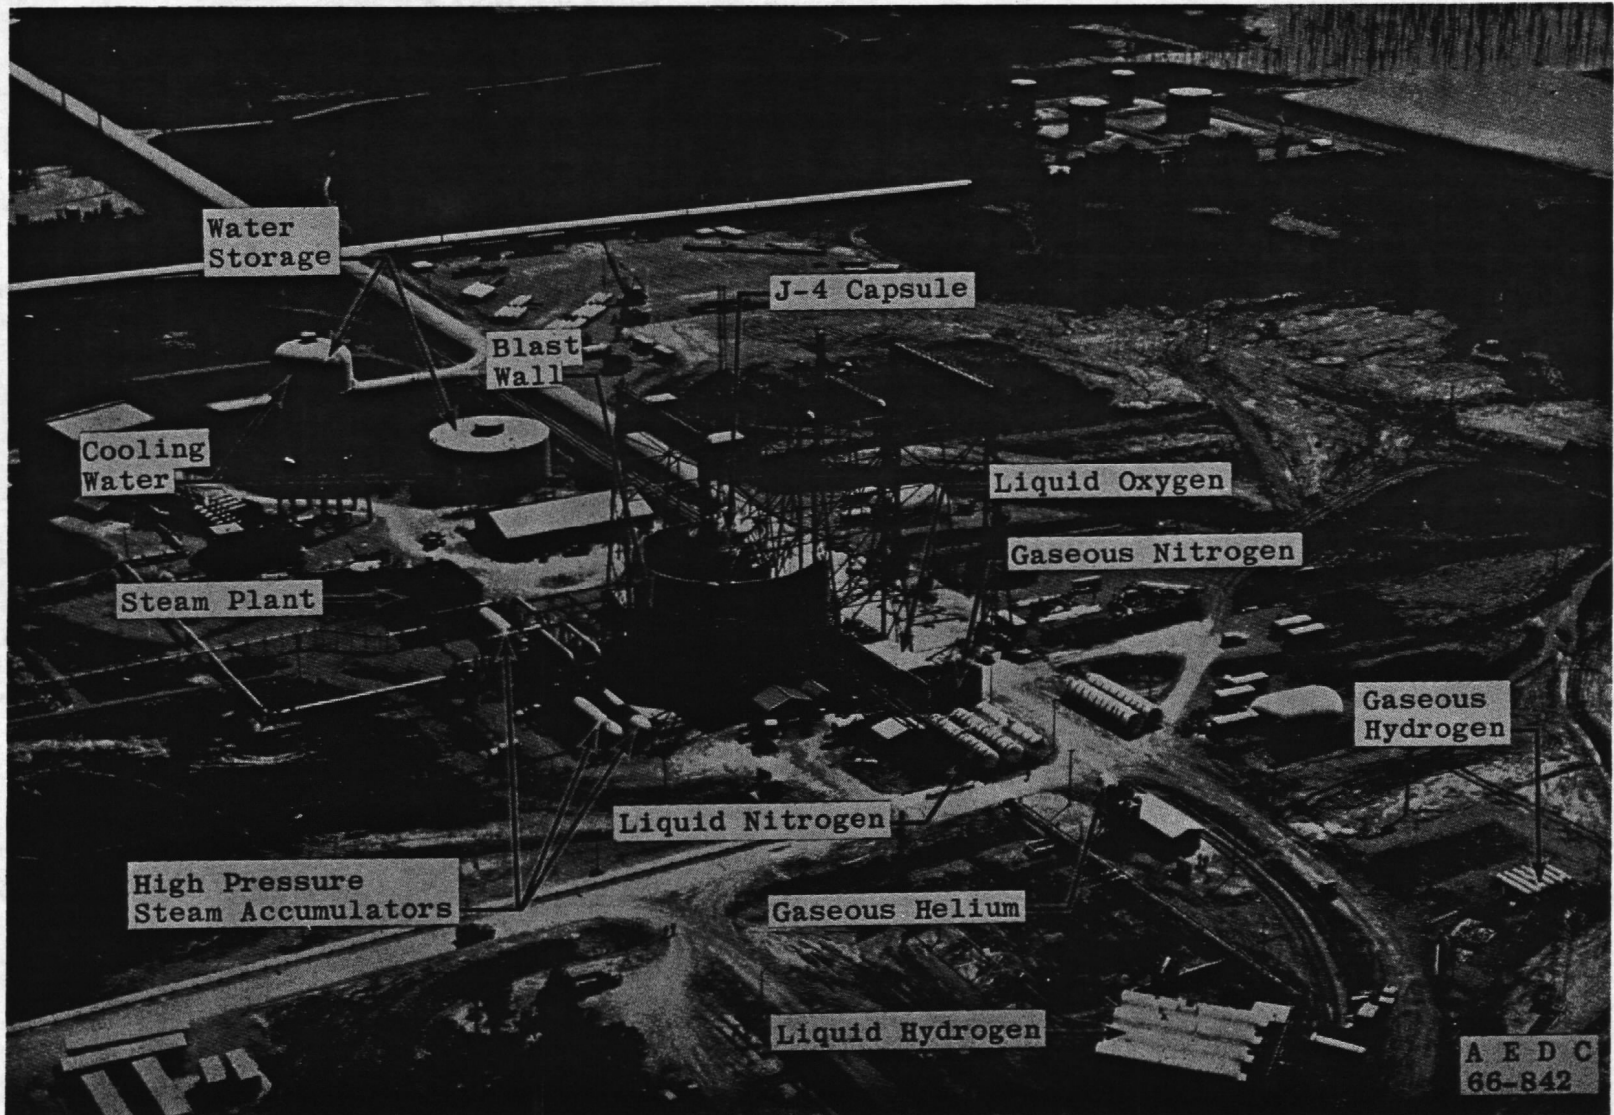 Water
Storage
J-4 Capsule
Blast
Wall
Cooling
Water
Liquid Oxygen
Gaseous Nitrogen
Steam Plant
Gaseous
Hydrogen
Liquid Nitrogen
High Pressure
Steam Accumulators
Gaseous Helium
Liquid Hydrogen
A E D C
66-842